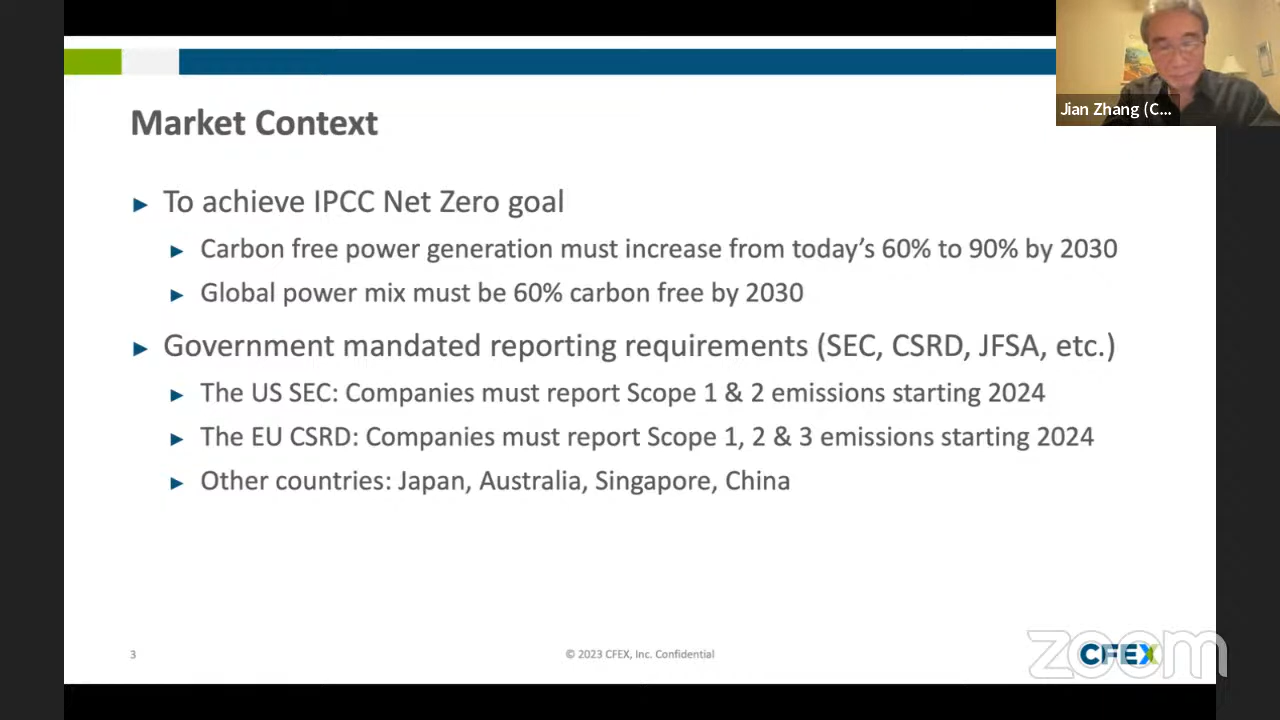 Jian Zhang (C...
Market Context
To achieve IPCC Net Zero goal
Carbon free power generation must increase from today's 60% to 90% by 2030
Global power mix must be 60% carbon free by 2030
Government mandated reporting requirements (SEC, CSRD, JFSA, etc.)
The US SEC: Companies must report Scope 1 & 2 emissions starting 2024
The EU CSRD: Companies must report Scope 1, 2 & 3 emissions starting 2024
Other countries: Japan, Australia, Singapore, China
3
© 2023 CFEX, Inc. Confidential
CFEX
zoom